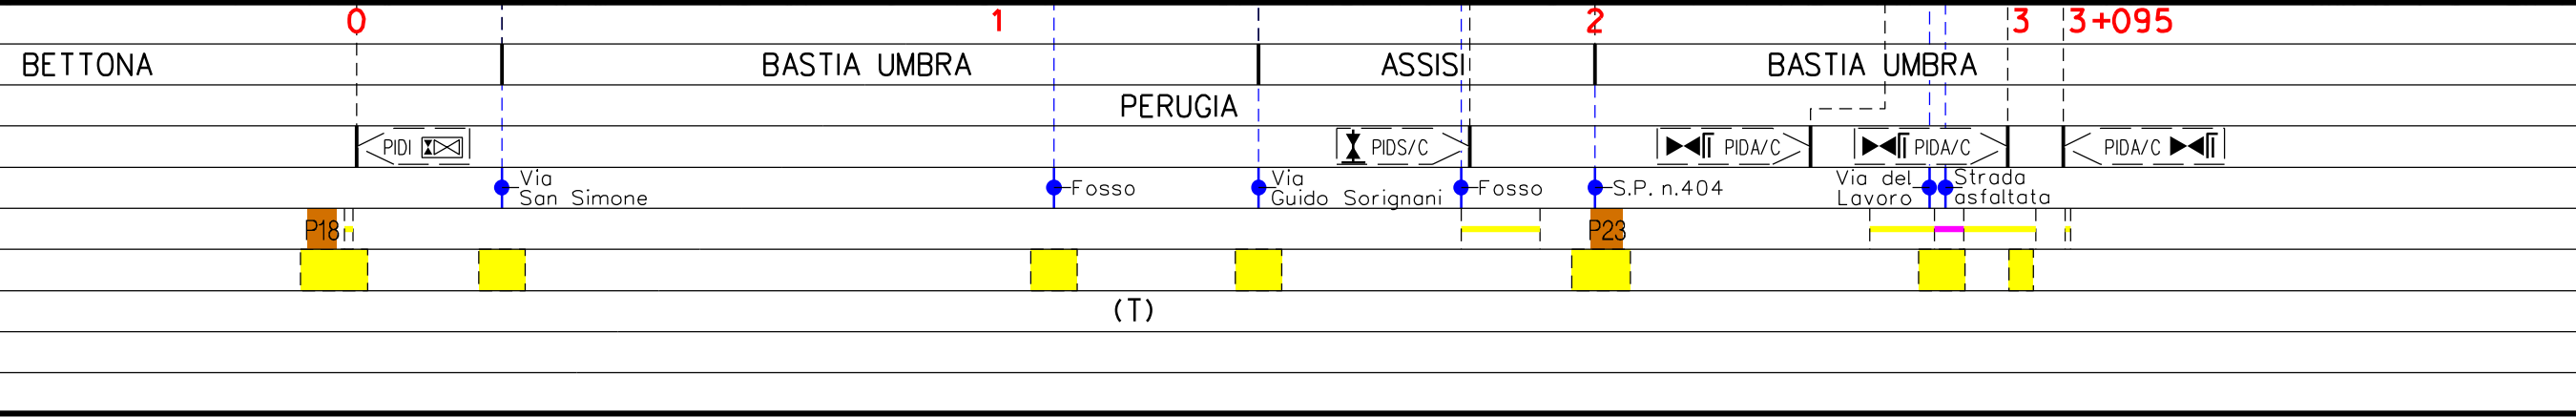 0 1 2 3 3+095
BETTONA BASTIA UMBRA ASSISI BASTIA UMBRA
PERUGIA
PIDI PIDS/C PIDA/C PIDA/C PIDA/C
Via
San Simone
Fosso
Via
Guido Sorignani
Fosso
S.P. n.404
Via del
Lavoro
Strada
asfaltata
P18 P23
(T)